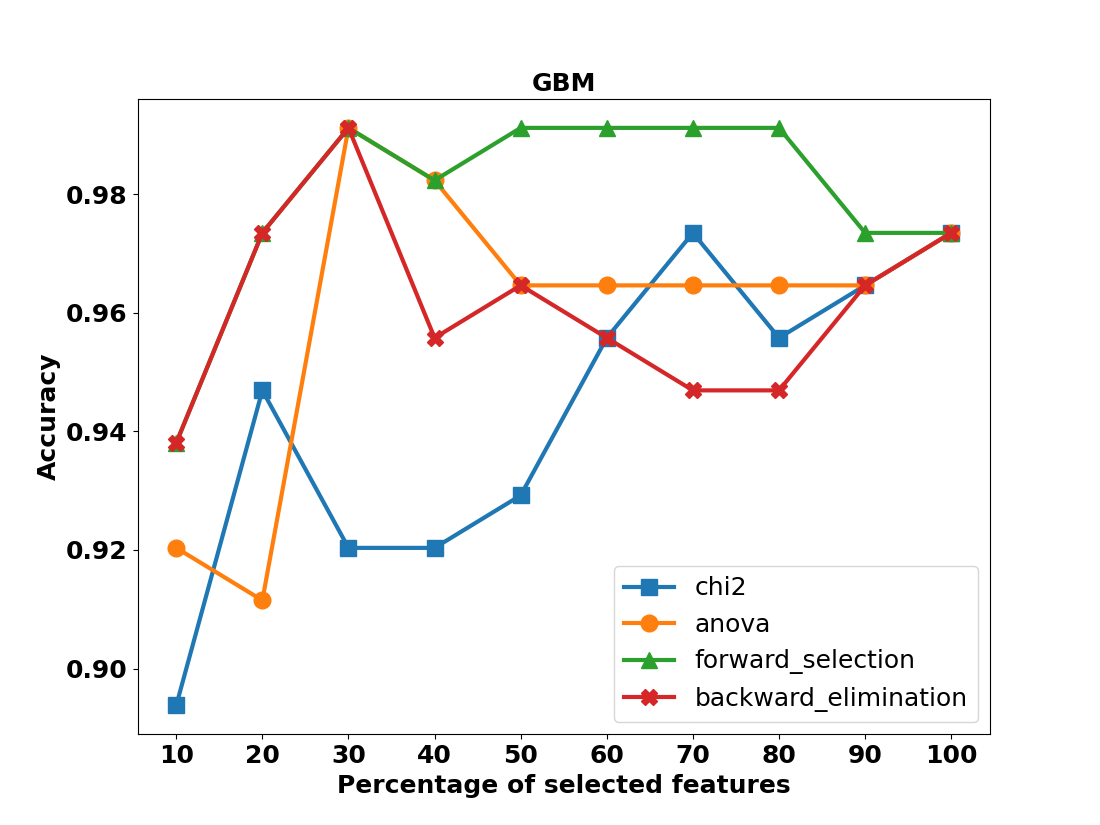 GBM
Accuracy
0.98
0.96
0.94
0.92
0.90
chi2
anova
forward_selection
backward_elimination
10 20 30 40 50 60 70 80 90 100
Percentage of selected features